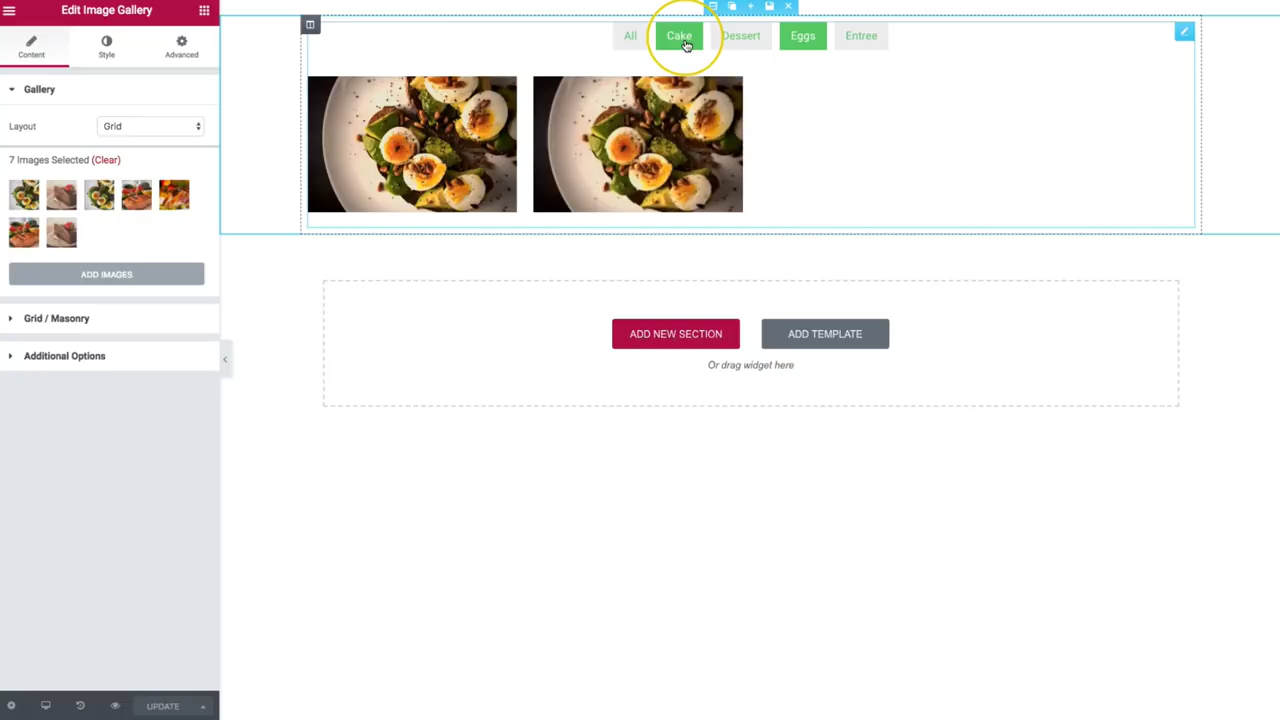 Edit Image Gallery
Content
Style
Advanced
Gallery
Layout
Grid
7 Images Selected (Clear)
ADD IMAGES
Grid / Masonry
Additional Options
UPDATE
All
Cake
Dessert
Eggs
Entree
ADD NEW SECTION
ADD TEMPLATE
Or drag widget here